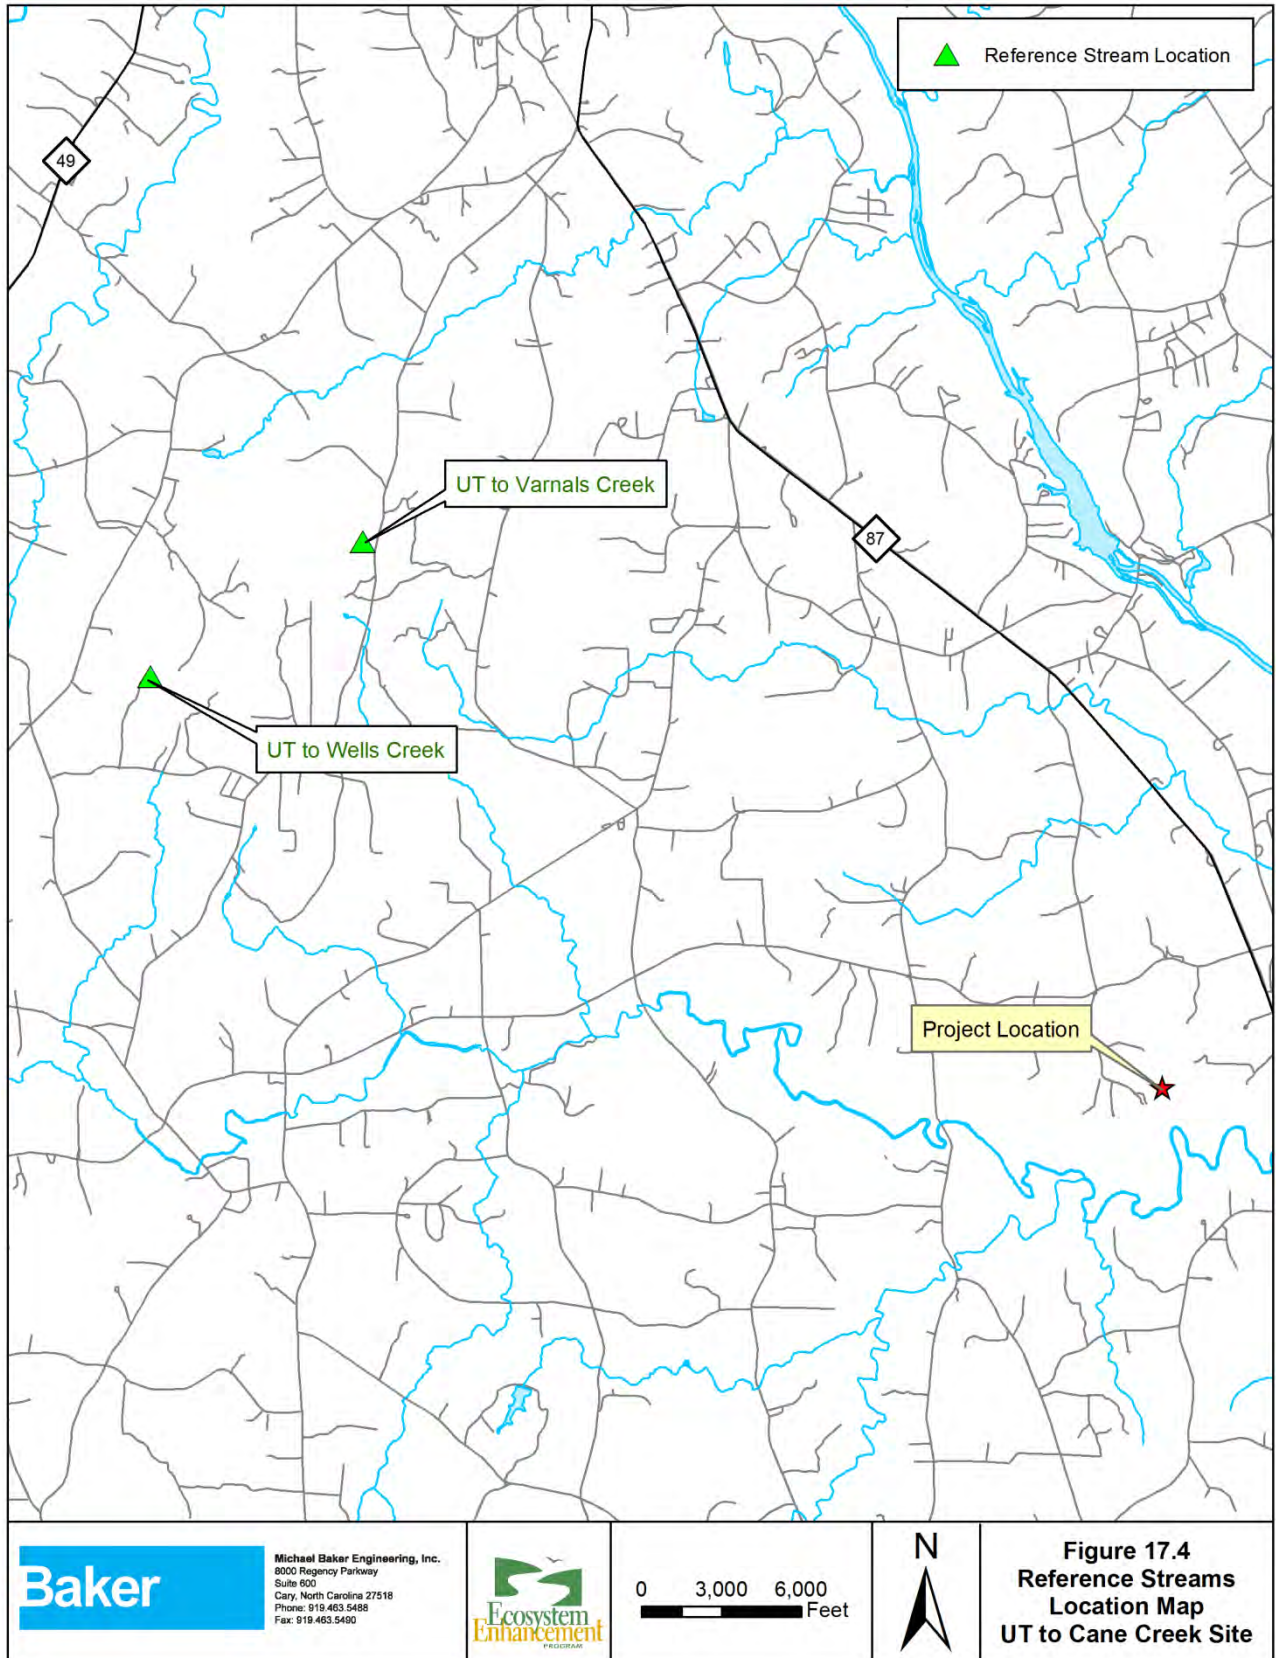 Reference Stream Location
49
UT to Varnals Creek
87
UT to Wells Creek
Project Location
Baker
Michael Baker Engineering, Inc.
8000 Regency Parkway
Suite 600
Cary, North Carolina 27518
Phone: 919.463.5488
Fax: 919.463.5490
Ecosystem
Enhancement
PROGRAM
0 3,000 6,000
Feet
N
Figure 17.4
Reference Streams
Location Map
UT to Cane Creek Site